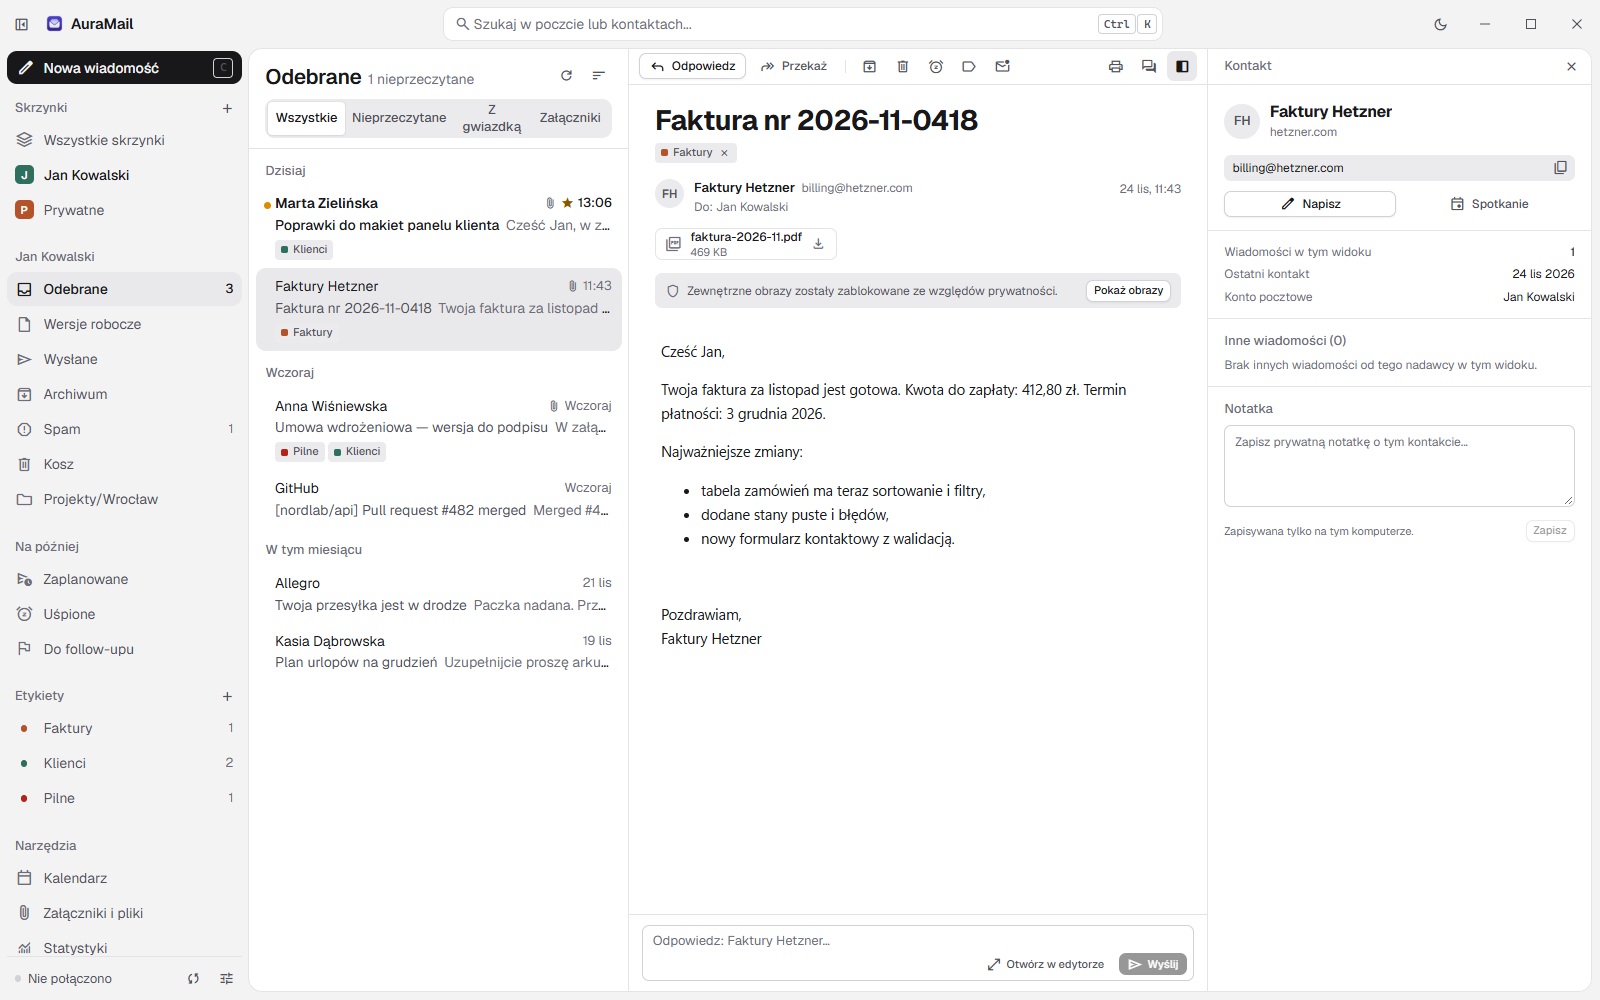 AuraMail
Szukaj w poczcie lub kontaktach...
Ctrl K
Nowa wiadomość
C
Skrzynki
Wszystkie skrzynki
J Jan Kowalski
P Prywatne
Jan Kowalski
Odebrane 3
Wersje robocze
Wysłane
Archiwum
Spam 1
Kosz
Projekty/Wrocław
Na później
Zaplanowane
Uśpione
Do follow-upu
Etykiety
Faktury 1
Klienci 2
Pilne 1
Narzędzia
Kalendarz
Załączniki i pliki
Statystyki
Nie połączono
Odebrane 1 nieprzeczytane
Wszystkie Nieprzeczytane Z gwiazdką Załączniki
Dzisiaj
Marta Zielińska 13:06
Poprawki do makiet panelu klienta Cześć Jan, w z...
Klienci
Faktury Hetzner 11:43
Faktura nr 2026-11-0418 Twoja faktura za listopad ...
Faktury
Wczoraj
Anna Wiśniewska Wczoraj
Umowa wdrożeniowa — wersja do podpisu W załą...
Pilne Klienci
GitHub Wczoraj
[nordlab/api] Pull request #482 merged Merged #4...
W tym miesiącu
Allegro 21 lis
Twoja przesyłka jest w drodze Paczka nadana. Prz...
Kasia Dąbrowska 19 lis
Plan urlopów na grudzień Uzupełnijcie proszę arku...
Odpowiedz Przekaż
Faktura nr 2026-11-0418
Faktury
FH Faktury Hetzner billing@hetzner.com 24 lis, 11:43
Do: Jan Kowalski
faktura-2026-11.pdf
469 KB
Zewnętrzne obrazy zostały zablokowane ze względów prywatności. Pokaż obrazy
Cześć Jan,
Twoja faktura za listopad jest gotowa. Kwota do zapłaty: 412,80 zł. Termin
płatności: 3 grudnia 2026.
Najważniejsze zmiany:
• tabela zamówień ma teraz sortowanie i filtry,
• dodane stany puste i błędów,
• nowy formularz kontaktowy z walidacją.
Pozdrawiam,
Faktury Hetzner
Odpowiedz: Faktury Hetzner...
Otwórz w edytorze Wyślij
Kontakt
FH Faktury Hetzner
hetzner.com
billing@hetzner.com
Napisz Spotkanie
Wiadomości w tym widoku 1
Ostatni kontakt 24 lis 2026
Konto pocztowe Jan Kowalski
Inne wiadomości (0)
Brak innych wiadomości od tego nadawcy w tym widoku.
Notatka
Zapisz prywatną notatkę o tym kontakcie...
Zapisywana tylko na tym komputerze. Zapisz